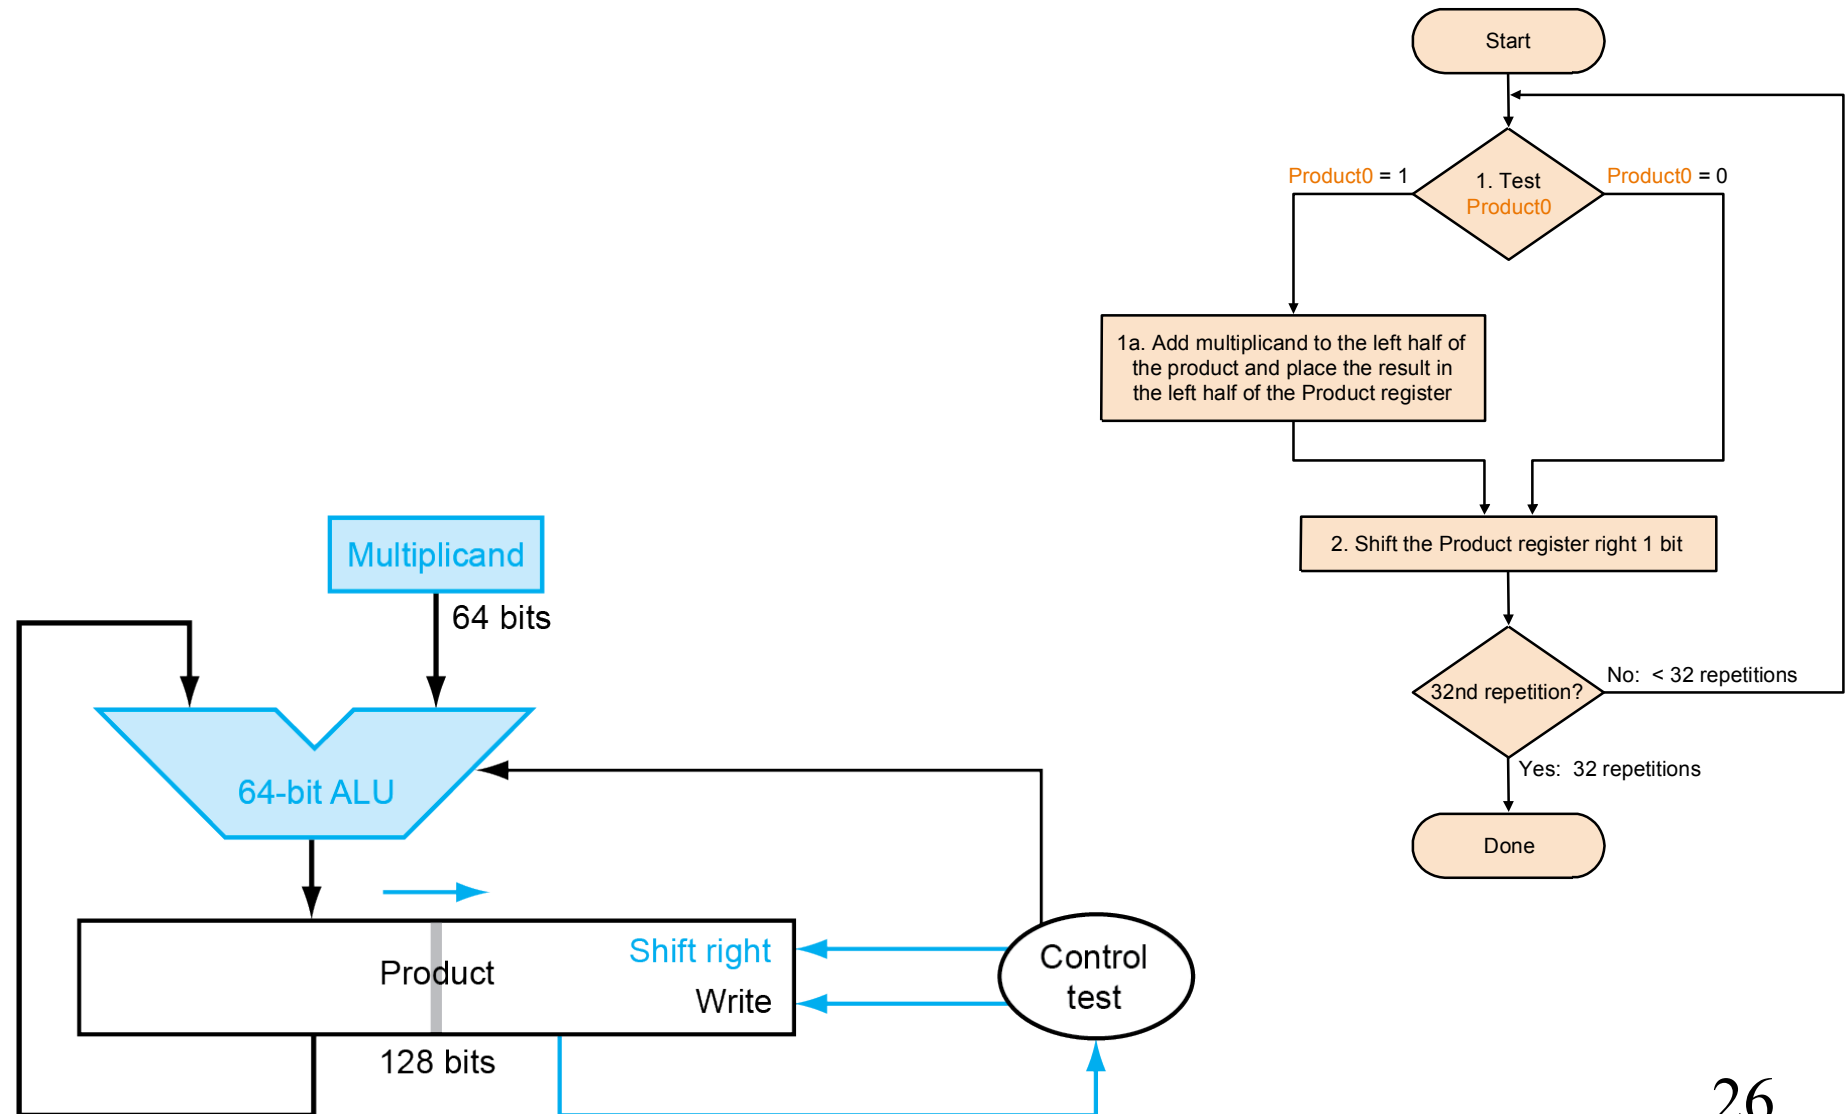 Start
Product0 = 1
1. Test
Product0
Product0 = 0
1a. Add multiplicand to the left half of
the product and place the result in
the left half of the Product register
2. Shift the Product register right 1 bit
32nd repetition?
No: < 32 repetitions
Yes: 32 repetitions
Done
Multiplicand
64 bits
64-bit ALU
Product
Shift right
Write
128 bits
Control
test
26